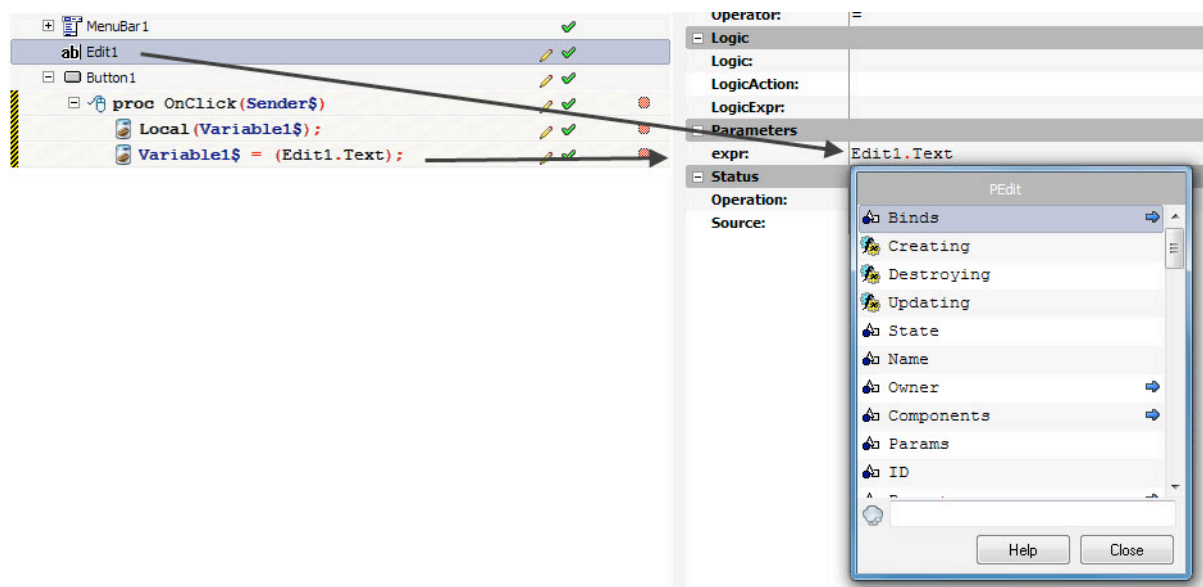 MenuBar1
ab| Edit1
Button1
proc OnClick(Sender$)
Local(Variable1$);
Variable1$ = (Edit1.Text);
Operator: =
Logic
Logic:
LogicAction:
LogicExpr:
Parameters
expr: Edit1.Text
Status
Operation:
Source:
PEdit
Binds
Creating
Destroying
Updating
State
Name
Owner
Components
Params
ID
Help Close